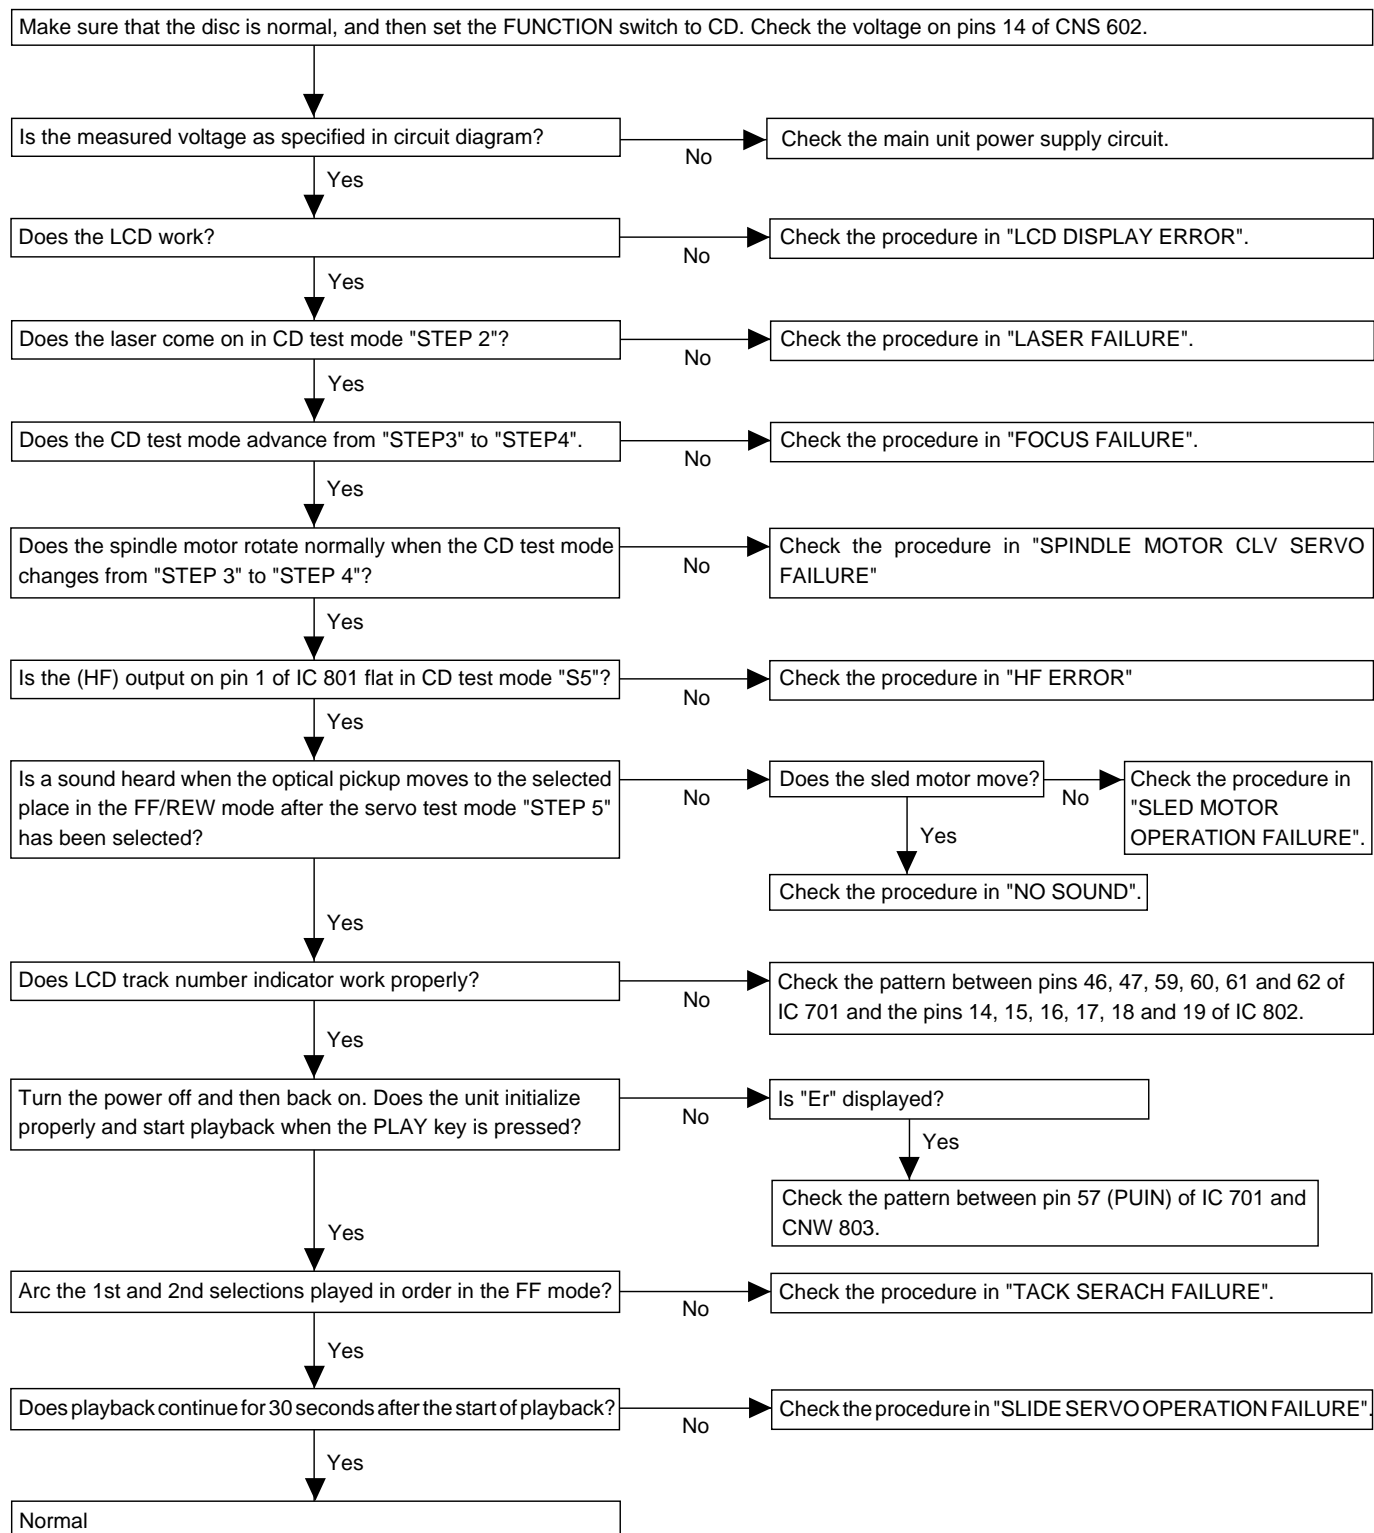 Make sure that the disc is normal, and then set the FUNCTION switch to CD. Check the voltage on pins 14 of CNS 602.
Is the measured voltage as specified in circuit diagram?
No
Check the main unit power supply circuit.
Yes
Does the LCD work?
No
Check the procedure in "LCD DISPLAY ERROR".
Yes
Does the laser come on in CD test mode "STEP 2"?
No
Check the procedure in "LASER FAILURE".
Yes
Does the CD test mode advance from "STEP3" to "STEP4".
No
Check the procedure in "FOCUS FAILURE".
Yes
Does the spindle motor rotate normally when the CD test mode
changes from "STEP 3" to "STEP 4"?
No
Check the procedure in "SPINDLE MOTOR CLV SERVO
FAILURE"
Yes
Is the (HF) output on pin 1 of IC 801 flat in CD test mode "S5"?
No
Check the procedure in "HF ERROR"
Yes
Is a sound heard when the optical pickup moves to the selected
place in the FF/REW mode after the servo test mode "STEP 5"
has been selected?
No
Does the sled motor move?
No
Check the procedure in
"SLED MOTOR
OPERATION FAILURE".
Yes
Check the procedure in "NO SOUND".
Yes
Does LCD track number indicator work properly?
No
Check the pattern between pins 46, 47, 59, 60, 61 and 62 of
IC 701 and the pins 14, 15, 16, 17, 18 and 19 of IC 802.
Yes
Turn the power off and then back on. Does the unit initialize
properly and start playback when the PLAY key is pressed?
No
Is "Er" displayed?
Yes
Check the pattern between pin 57 (PUIN) of IC 701 and
CNW 803.
Yes
Arc the 1st and 2nd selections played in order in the FF mode?
No
Check the procedure in "TACK SERACH FAILURE".
Yes
Does playback continue for 30 seconds after the start of playback?
No
Check the procedure in "SLIDE SERVO OPERATION FAILURE".
Yes
Normal